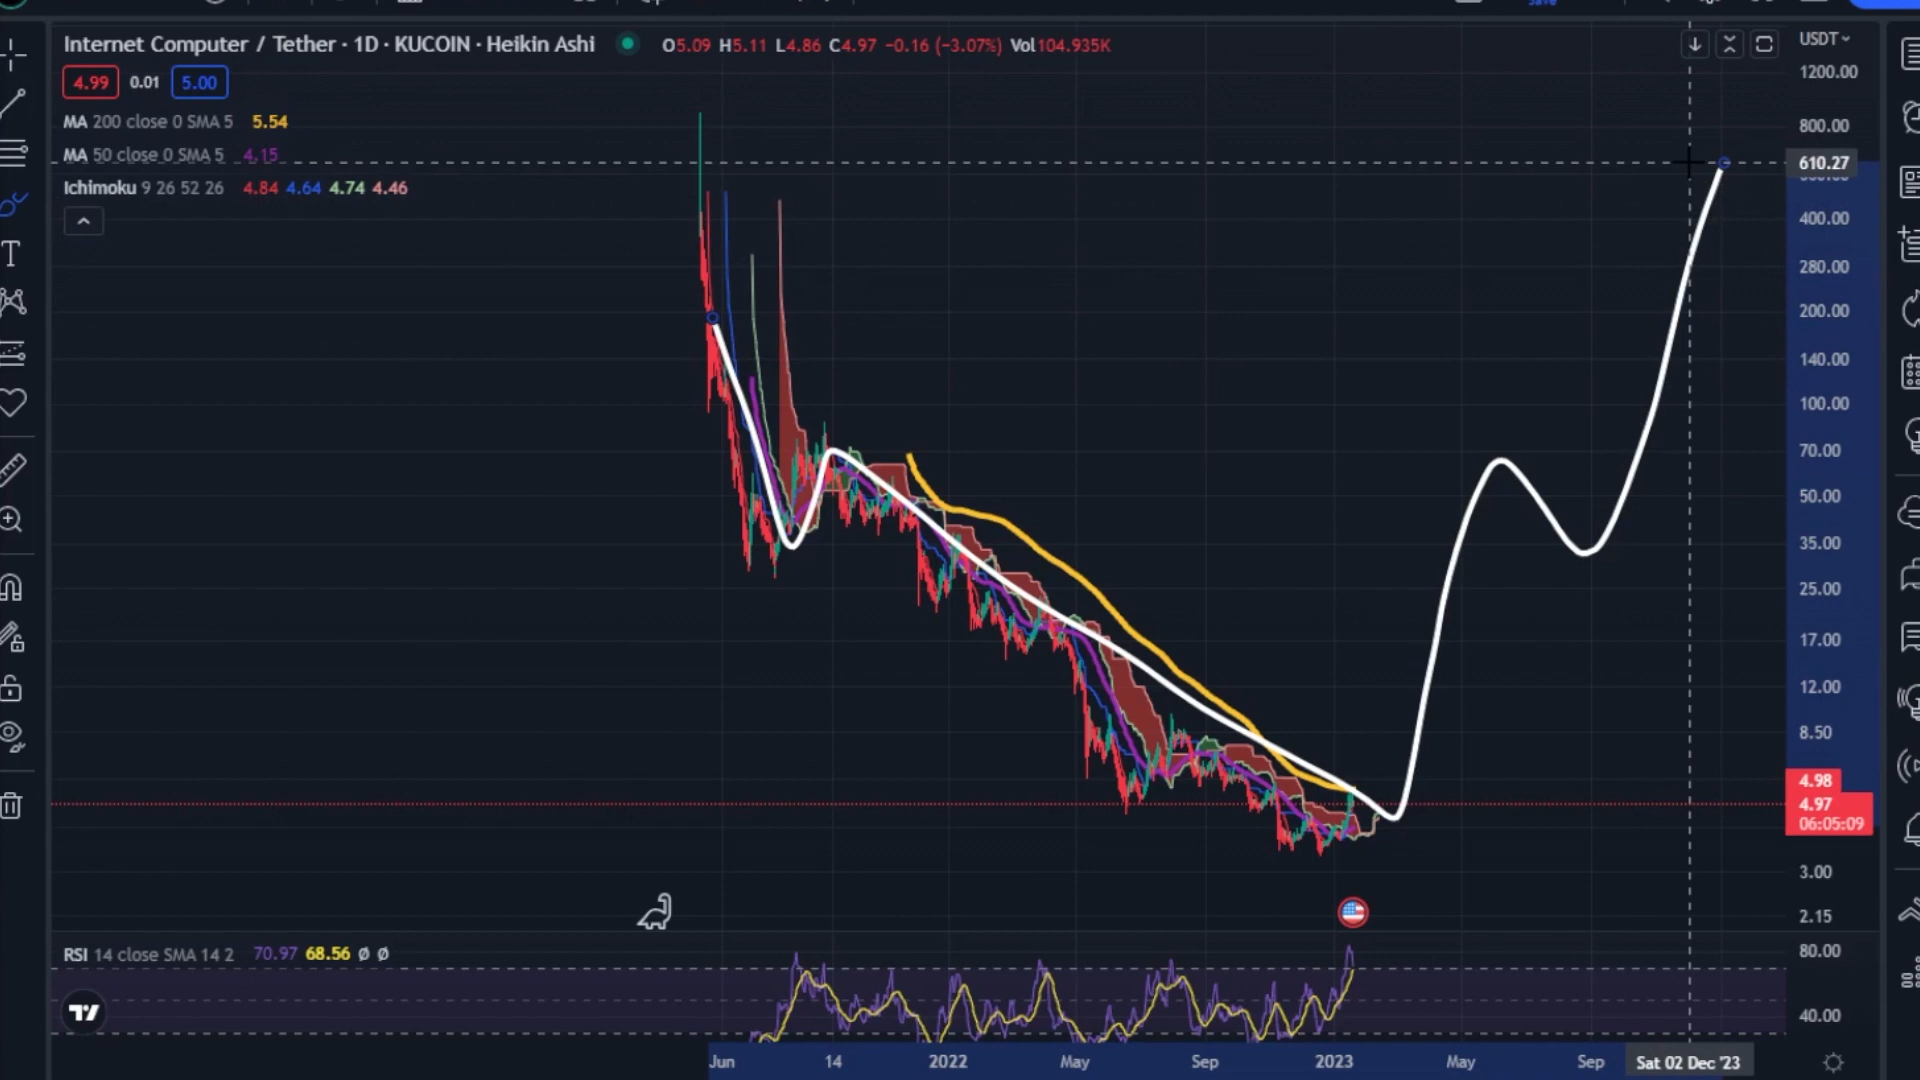 Save
Internet Computer / Tether · 1D · KUCOIN · Heikin Ashi O5.09 H5.11 L4.86 C4.97 −0.16 (−3.07%) Vol104.935K
USDT
4.99 0.01 5.00
MA 200 close 0 SMA 5 5.54
MA 50 close 0 SMA 5 4.15
Ichimoku 9 26 52 26 4.84 4.64 4.74 4.46
T
1200.00
800.00
610.27
400.00
280.00
200.00
140.00
100.00
70.00
50.00
35.00
25.00
17.00
12.00
8.50
4.98
4.97
06:05:09
3.00
2.15
RSI 14 close SMA 14 2 70.97 68.56 Ø Ø
80.00
40.00
Jun 14 2022 May Sep 2023 May Sep Sat 02 Dec '23